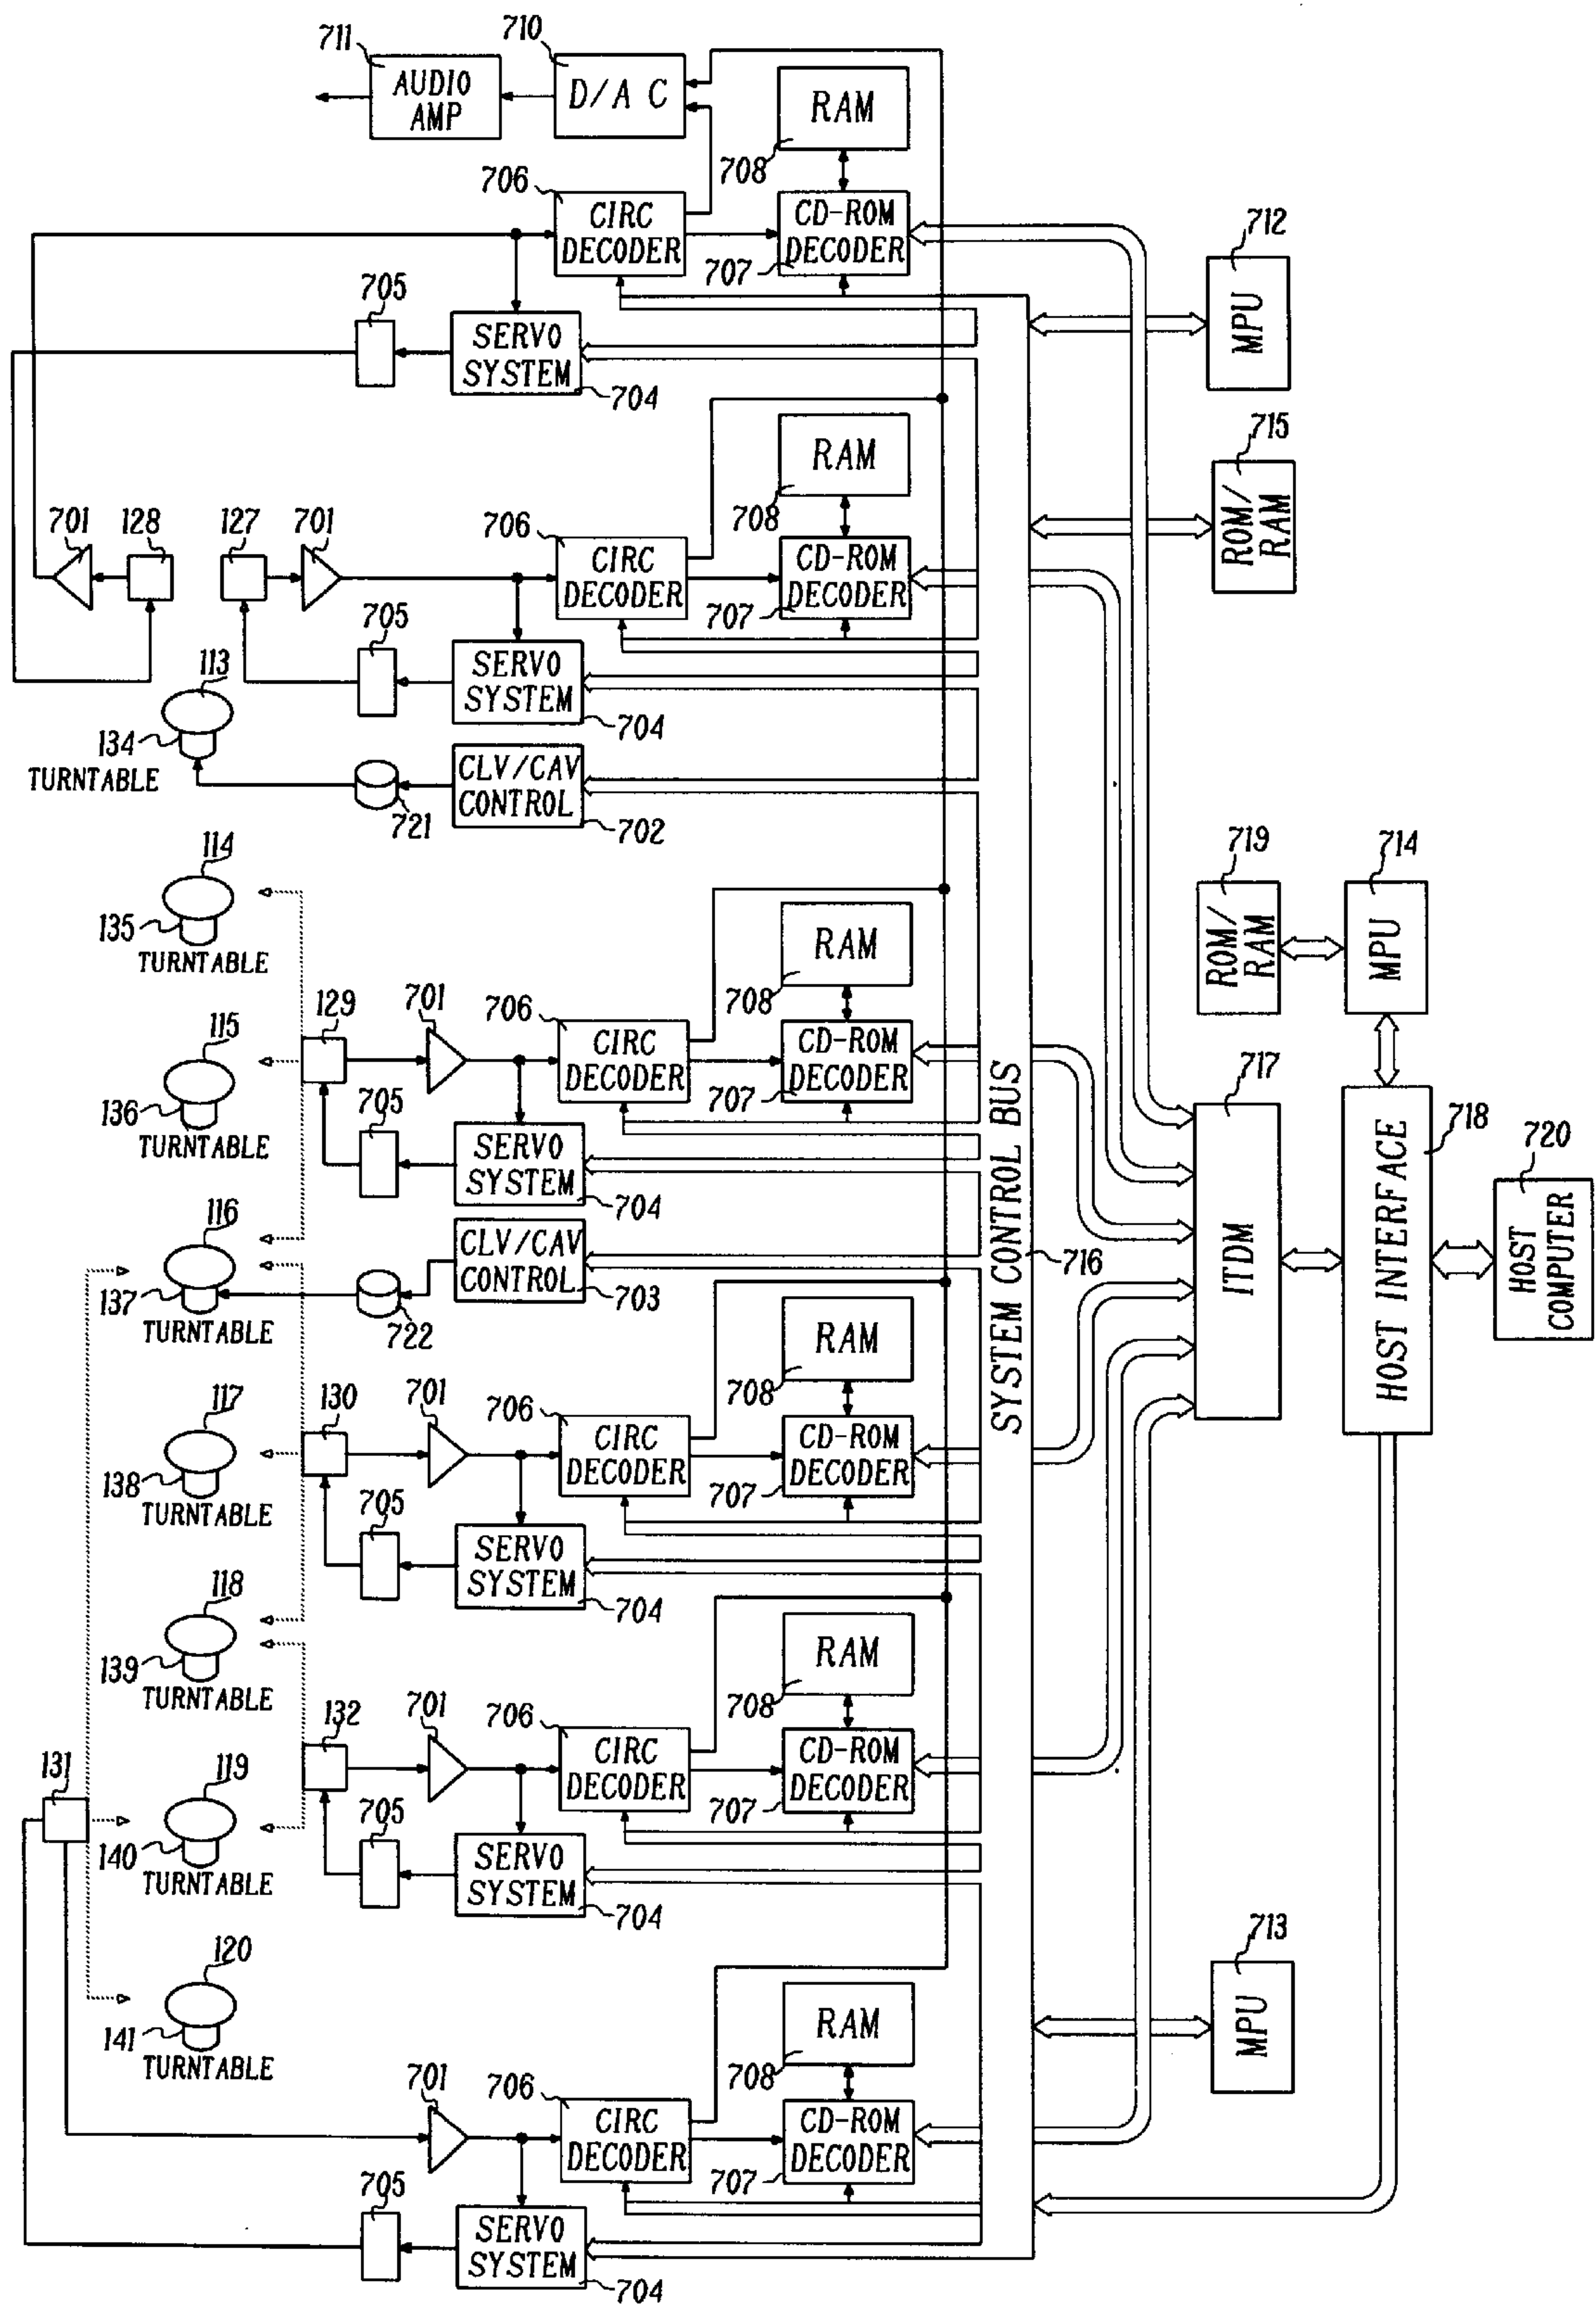 711
710
AUDIO
AMP
D/A C
RAM
708
706
CIRC
DECODER
CD-ROM
DECODER
707
712
MPU
705
SERVO
SYSTEM
704
715
ROM/
RAM
RAM
708
701
128
127
701
706
CIRC
DECODER
CD-ROM
DECODER
707
705
SERVO
SYSTEM
704
113
134
TURNTABLE
721
CLV/CAV
CONTROL
702
114
135
TURNTABLE
719
ROM/
RAM
714
MPU
RAM
708
129
701
706
CIRC
DECODER
CD-ROM
DECODER
707
115
136
TURNTABLE
705
SERVO
SYSTEM
704
SYSTEM CONTROL BUS
716
717
ITDM
HOST INTERFACE
718
720
HOST
COMPUTER
116
137
TURNTABLE
722
CLV/CAV
CONTROL
703
RAM
708
117
138
TURNTABLE
130
701
706
CIRC
DECODER
CD-ROM
DECODER
707
705
SERVO
SYSTEM
704
118
139
TURNTABLE
RAM
708
132
701
706
CIRC
DECODER
CD-ROM
DECODER
707
131
119
140
TURNTABLE
705
SERVO
SYSTEM
704
120
141
TURNTABLE
713
MPU
RAM
708
701
706
CIRC
DECODER
CD-ROM
DECODER
707
705
SERVO
SYSTEM
704